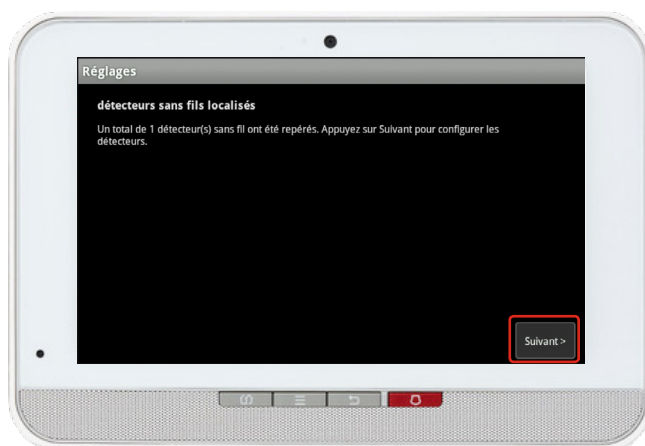 Réglages
détecteurs sans fils localisés
Un total de 1 détecteur(s) sans fil ont été repérés. Appuyez sur Suivant pour configurer les
détecteurs.
Suivant >